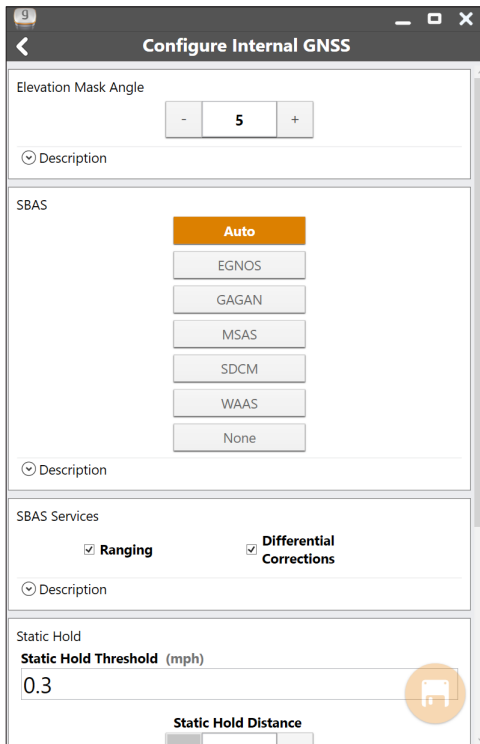 g
Configure Internal GNSS
Elevation Mask Angle
- 5 +
Description
SBAS
Auto
EGNOS
GAGAN
MSAS
SDCM
WAAS
None
Description
SBAS Services
Ranging
Differential
Corrections
Description
Static Hold
Static Hold Threshold (mph)
0.3
Static Hold Distance